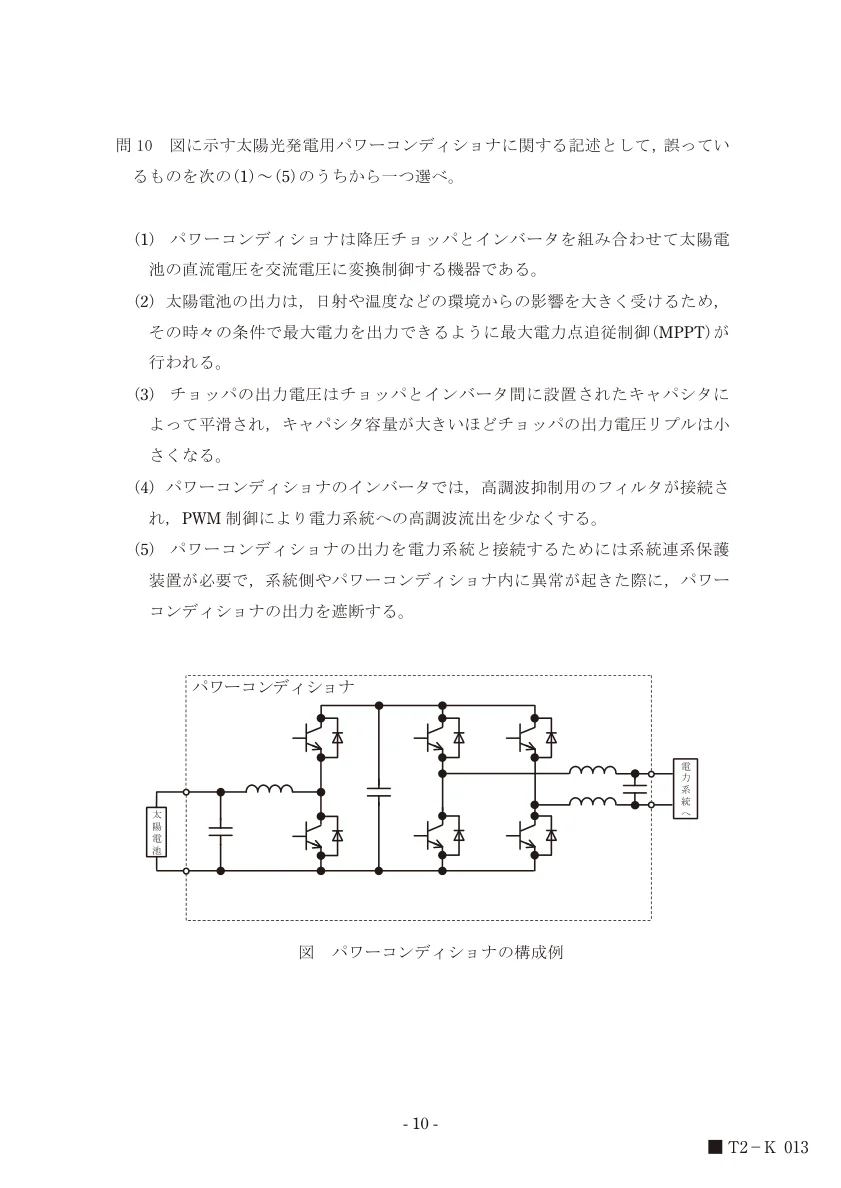 問 10　図に示す太陽光発電用パワーコンディショナに関する記述として，誤ってい
るものを次の(1)～(5)のうちから一つ選べ。
(1)　パワーコンディショナは降圧チョッパとインバータを組み合わせて太陽電
池の直流電圧を交流電圧に変換制御する機器である。
(2)　太陽電池の出力は，日射や温度などの環境からの影響を大きく受けるため，
その時々の条件で最大電力を出力できるように最大電力点追従制御(MPPT)が
行われる。
(3)　チョッパの出力電圧はチョッパとインバータ間に設置されたキャパシタに
よって平滑され，キャパシタ容量が大きいほどチョッパの出力電圧リプルは小
さくなる。
(4)　パワーコンディショナのインバータでは，高調波抑制用のフィルタが接続さ
れ，PWM 制御により電力系統への高調波流出を少なくする。
(5)　パワーコンディショナの出力を電力系統と接続するためには系統連系保護
装置が必要で，系統側やパワーコンディショナ内に異常が起きた際に，パワー
コンディショナの出力を遮断する。
パワーコンディショナ
太陽電池
電力系統へ
図　パワーコンディショナの構成例
- 10 -
■ T2－K 013